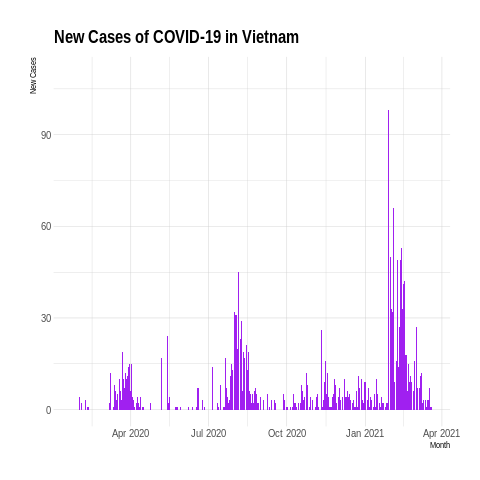 New Cases of COVID-19 in Vietnam
New Cases
90
60
30
0
Apr 2020 Jul 2020 Oct 2020 Jan 2021 Apr 2021
Month